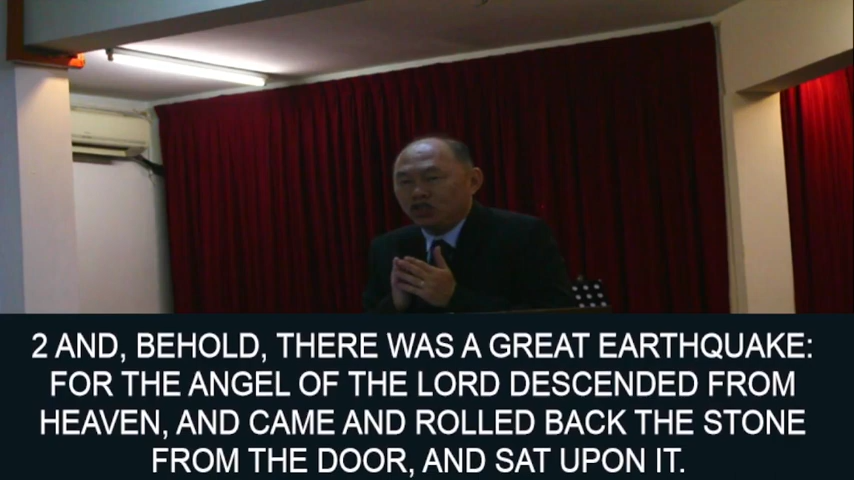 2 AND, BEHOLD, THERE WAS A GREAT EARTHQUAKE:
FOR THE ANGEL OF THE LORD DESCENDED FROM
HEAVEN, AND CAME AND ROLLED BACK THE STONE
FROM THE DOOR, AND SAT UPON IT.